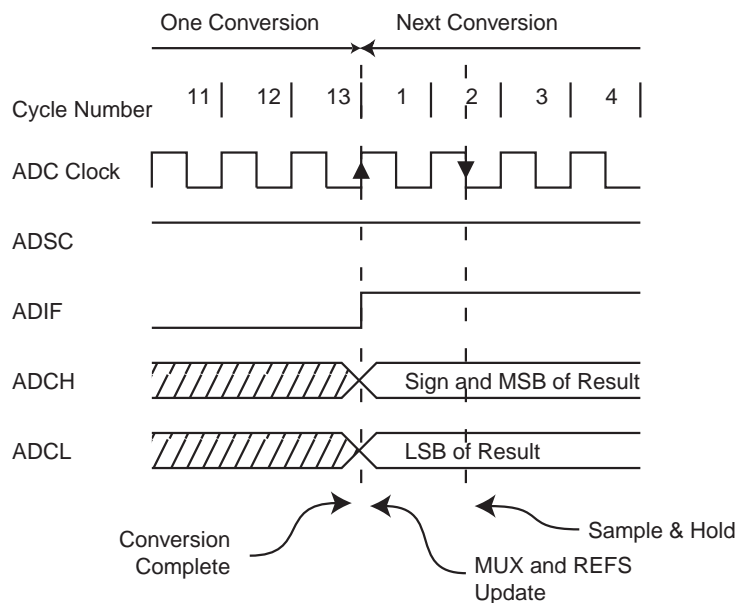 One Conversion Next Conversion
Cycle Number 11 12 13 1 2 3 4
ADC Clock
ADSC
ADIF
ADCH Sign and MSB of Result
ADCL LSB of Result
Conversion
Complete
MUX and REFS
Update
Sample & Hold